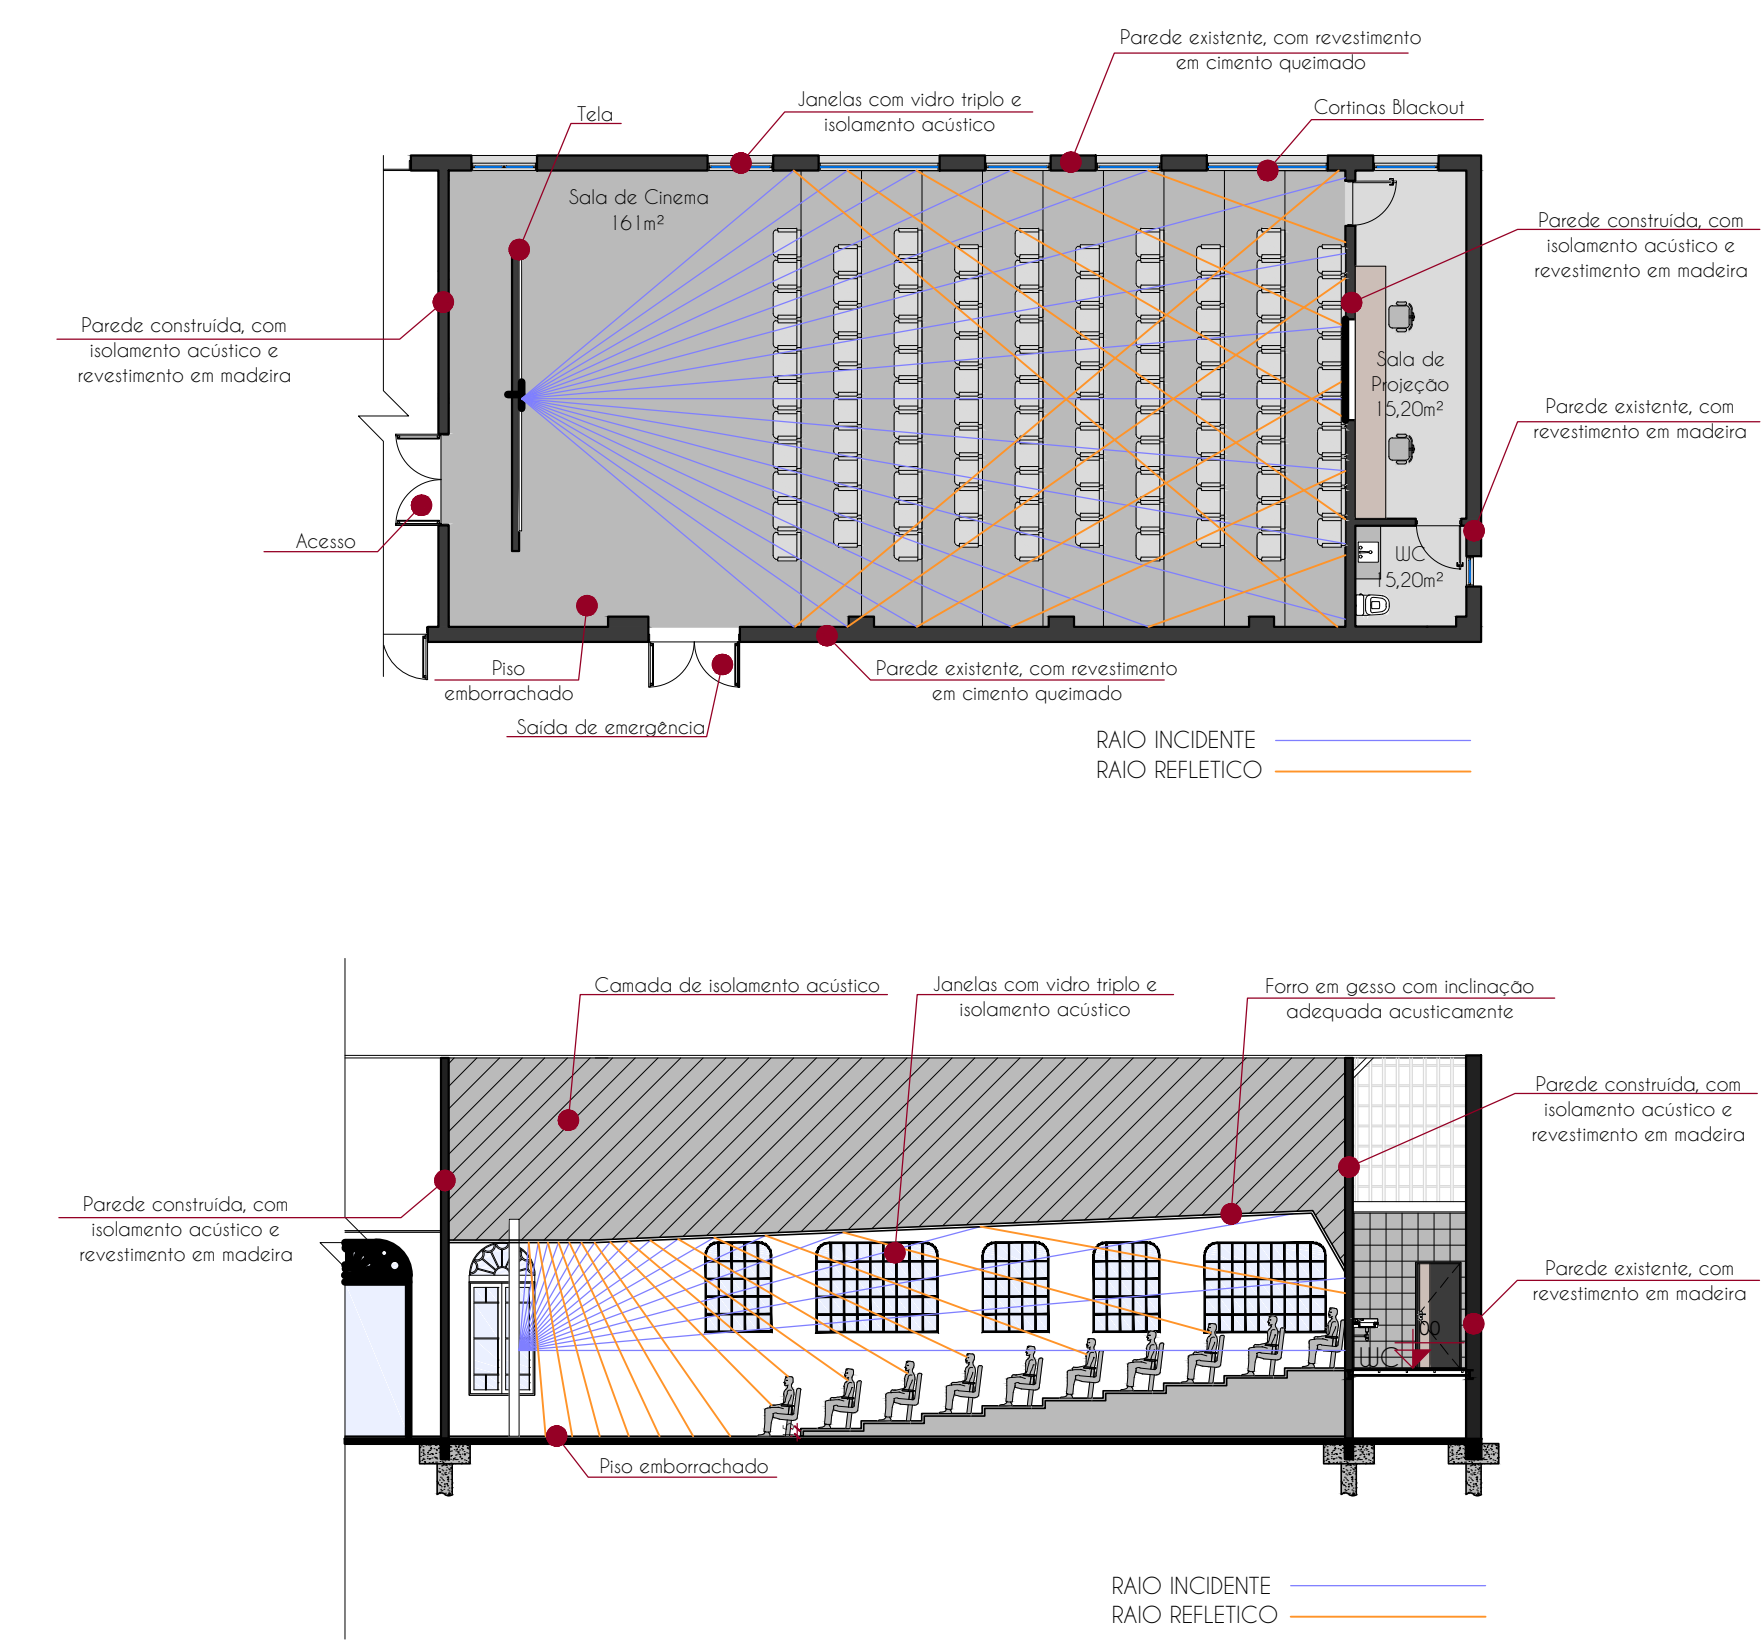 Parede existente, com revestimento
em cimento queimado
Janelas com vidro triplo e
isolamento acústico
Cortinas Blackout
Tela
Sala de Cinema
161m²
Parede construída, com
isolamento acústico e
revestimento em madeira
Parede construída, com
isolamento acústico e
revestimento em madeira
Sala de
Projeção
15,20m²
Parede existente, com
revestimento em madeira
Acesso
WC
15,20m²
Piso
emborrachado
Parede existente, com revestimento
em cimento queimado
Saída de emergência
RAIO INCIDENTE
RAIO REFLETICO
Camada de isolamento acústico
Janelas com vidro triplo e
isolamento acústico
Forro em gesso com inclinação
adequada acusticamente
Parede construída, com
isolamento acústico e
revestimento em madeira
Parede construída, com
isolamento acústico e
revestimento em madeira
Parede existente, com
revestimento em madeira
WC
Piso emborrachado
RAIO INCIDENTE
RAIO REFLETICO